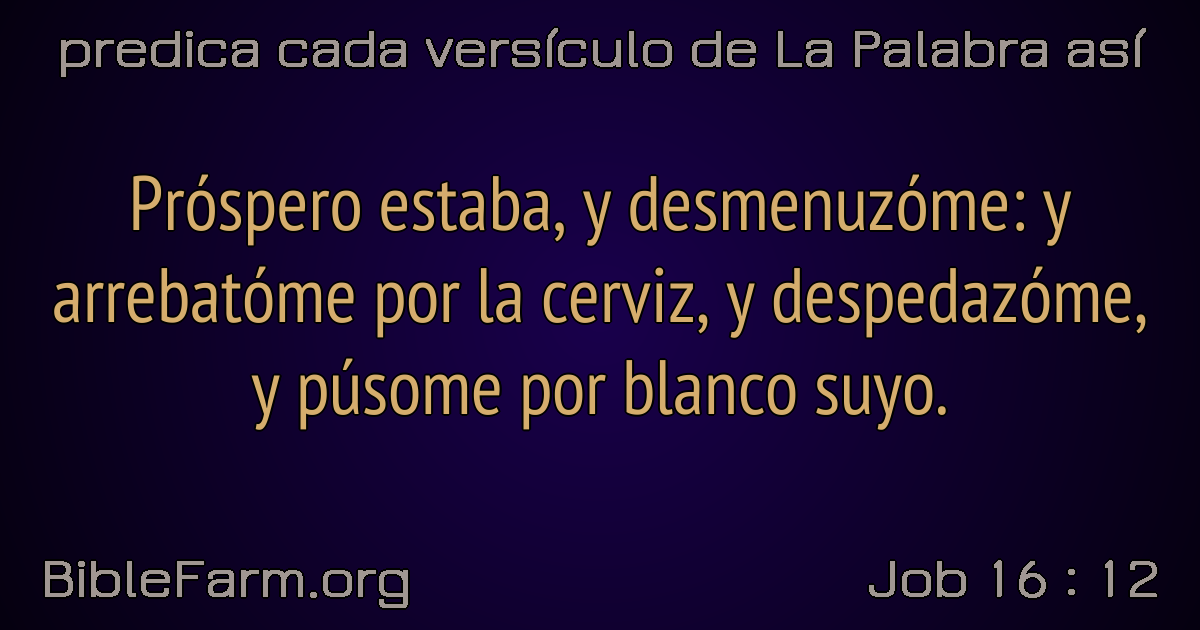 predica cada versículo de La Palabra así
Próspero estaba, y desmenuzóme: y
arrebatóme por la cerviz, y despedazóme,
y púsome por blanco suyo.
BibleFarm.org
Job 16 : 12